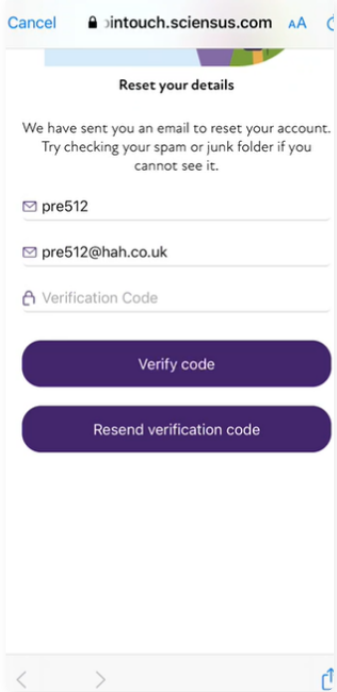 Cancel intouch.sciensus.com AA
Reset your details
We have sent you an email to reset your account.
Try checking your spam or junk folder if you
cannot see it.
pre512
pre512@hah.co.uk
Verification Code
Verify code
Resend verification code